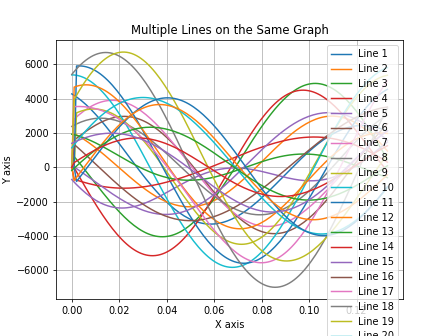 Multiple Lines on the Same Graph
6000
4000
2000
0
−2000
−4000
−6000
Y axis
0.00
0.02
0.04
0.06
0.08
0.10
X axis
Line 1
Line 2
Line 3
Line 4
Line 5
Line 6
Line 7
Line 8
Line 9
Line 10
Line 11
Line 12
Line 13
Line 14
Line 15
Line 16
Line 17
Line 18
Line 19
Line 20